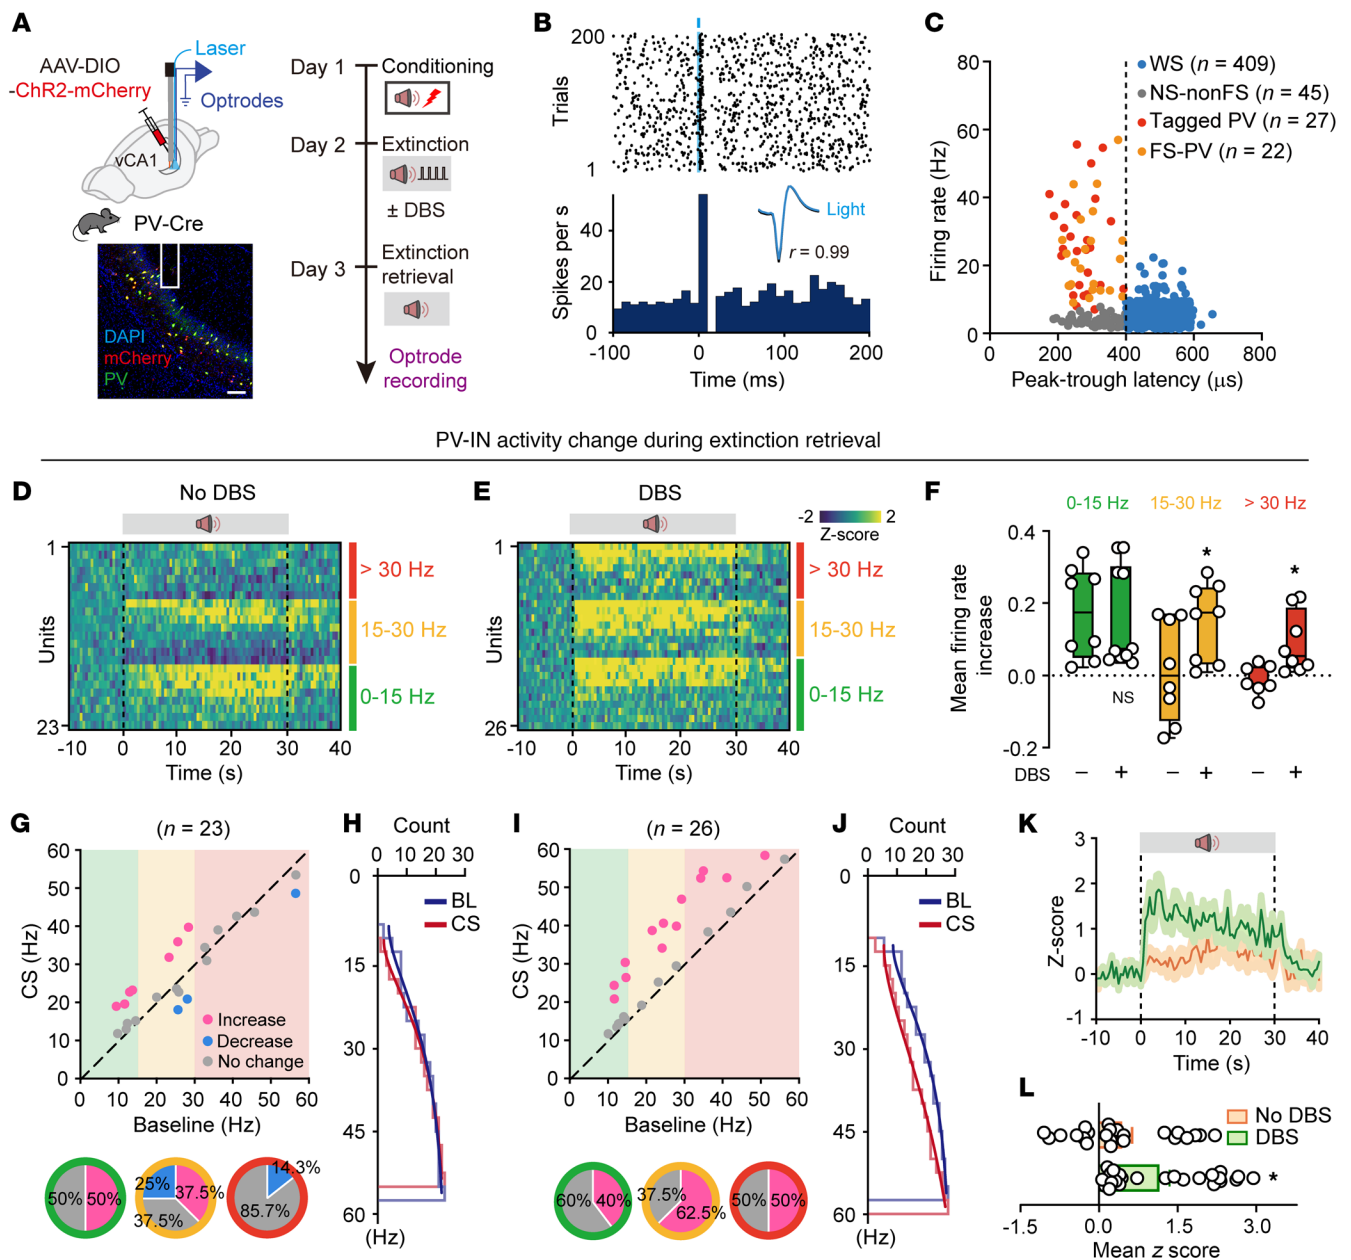 A
AAV-DIO
-ChR2-mCherry
Laser
Optrodes
vCA1
PV-Cre
DAPI
mCherry
PV
Day 1
Conditioning
Day 2
Extinction
± DBS
Day 3
Extinction
retrieval
Optrode
recording
B
200
Trials
1
Spikes per s
40
20
0
Light
r = 0.99
-100 0 100 200
Time (ms)
C
80
60
40
20
0
Firing rate (Hz)
WS (n = 409)
NS-nonFS (n = 45)
Tagged PV (n = 27)
FS-PV (n = 22)
0 200 400 600 800
Peak-trough latency (µs)
PV-IN activity change during extinction retrieval
D
No DBS
1
Units
23
> 30 Hz
15-30 Hz
0-15 Hz
-10 0 10 20 30 40
Time (s)
E
DBS
-2 2
Z-score
1
Units
26
> 30 Hz
15-30 Hz
0-15 Hz
-10 0 10 20 30 40
Time (s)
F
0-15 Hz 15-30 Hz > 30 Hz
0.4
0.2
0.0
-0.2
Mean firing rate
increase
NS
*
*
DBS − + − + − +
G
(n = 23)
60
50
40
30
20
10
0
CS (Hz)
Increase
Decrease
No change
0 10 20 30 40 50 60
Baseline (Hz)
50% 50%
25% 37.5%
37.5%
14.3%
85.7%
H
Count
0 10 20 30
0
15
30
45
60
(Hz)
BL
CS
I
(n = 26)
60
50
40
30
20
10
0
CS (Hz)
0 10 20 30 40 50 60
Baseline (Hz)
60% 40%
37.5%
62.5%
50% 50%
J
Count
0 10 20 30
0
15
30
45
60
(Hz)
BL
CS
K
3
2
1
0
-1
Z-score
-10 0 10 20 30 40
Time (s)
L
No DBS
DBS
*
-1.5 0.0 1.5 3.0
Mean z score